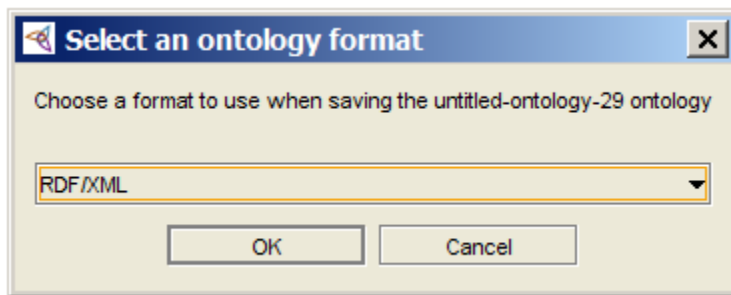 Select an ontology format
Choose a format to use when saving the untitled-ontology-29 ontology
RDF/XML
OK Cancel